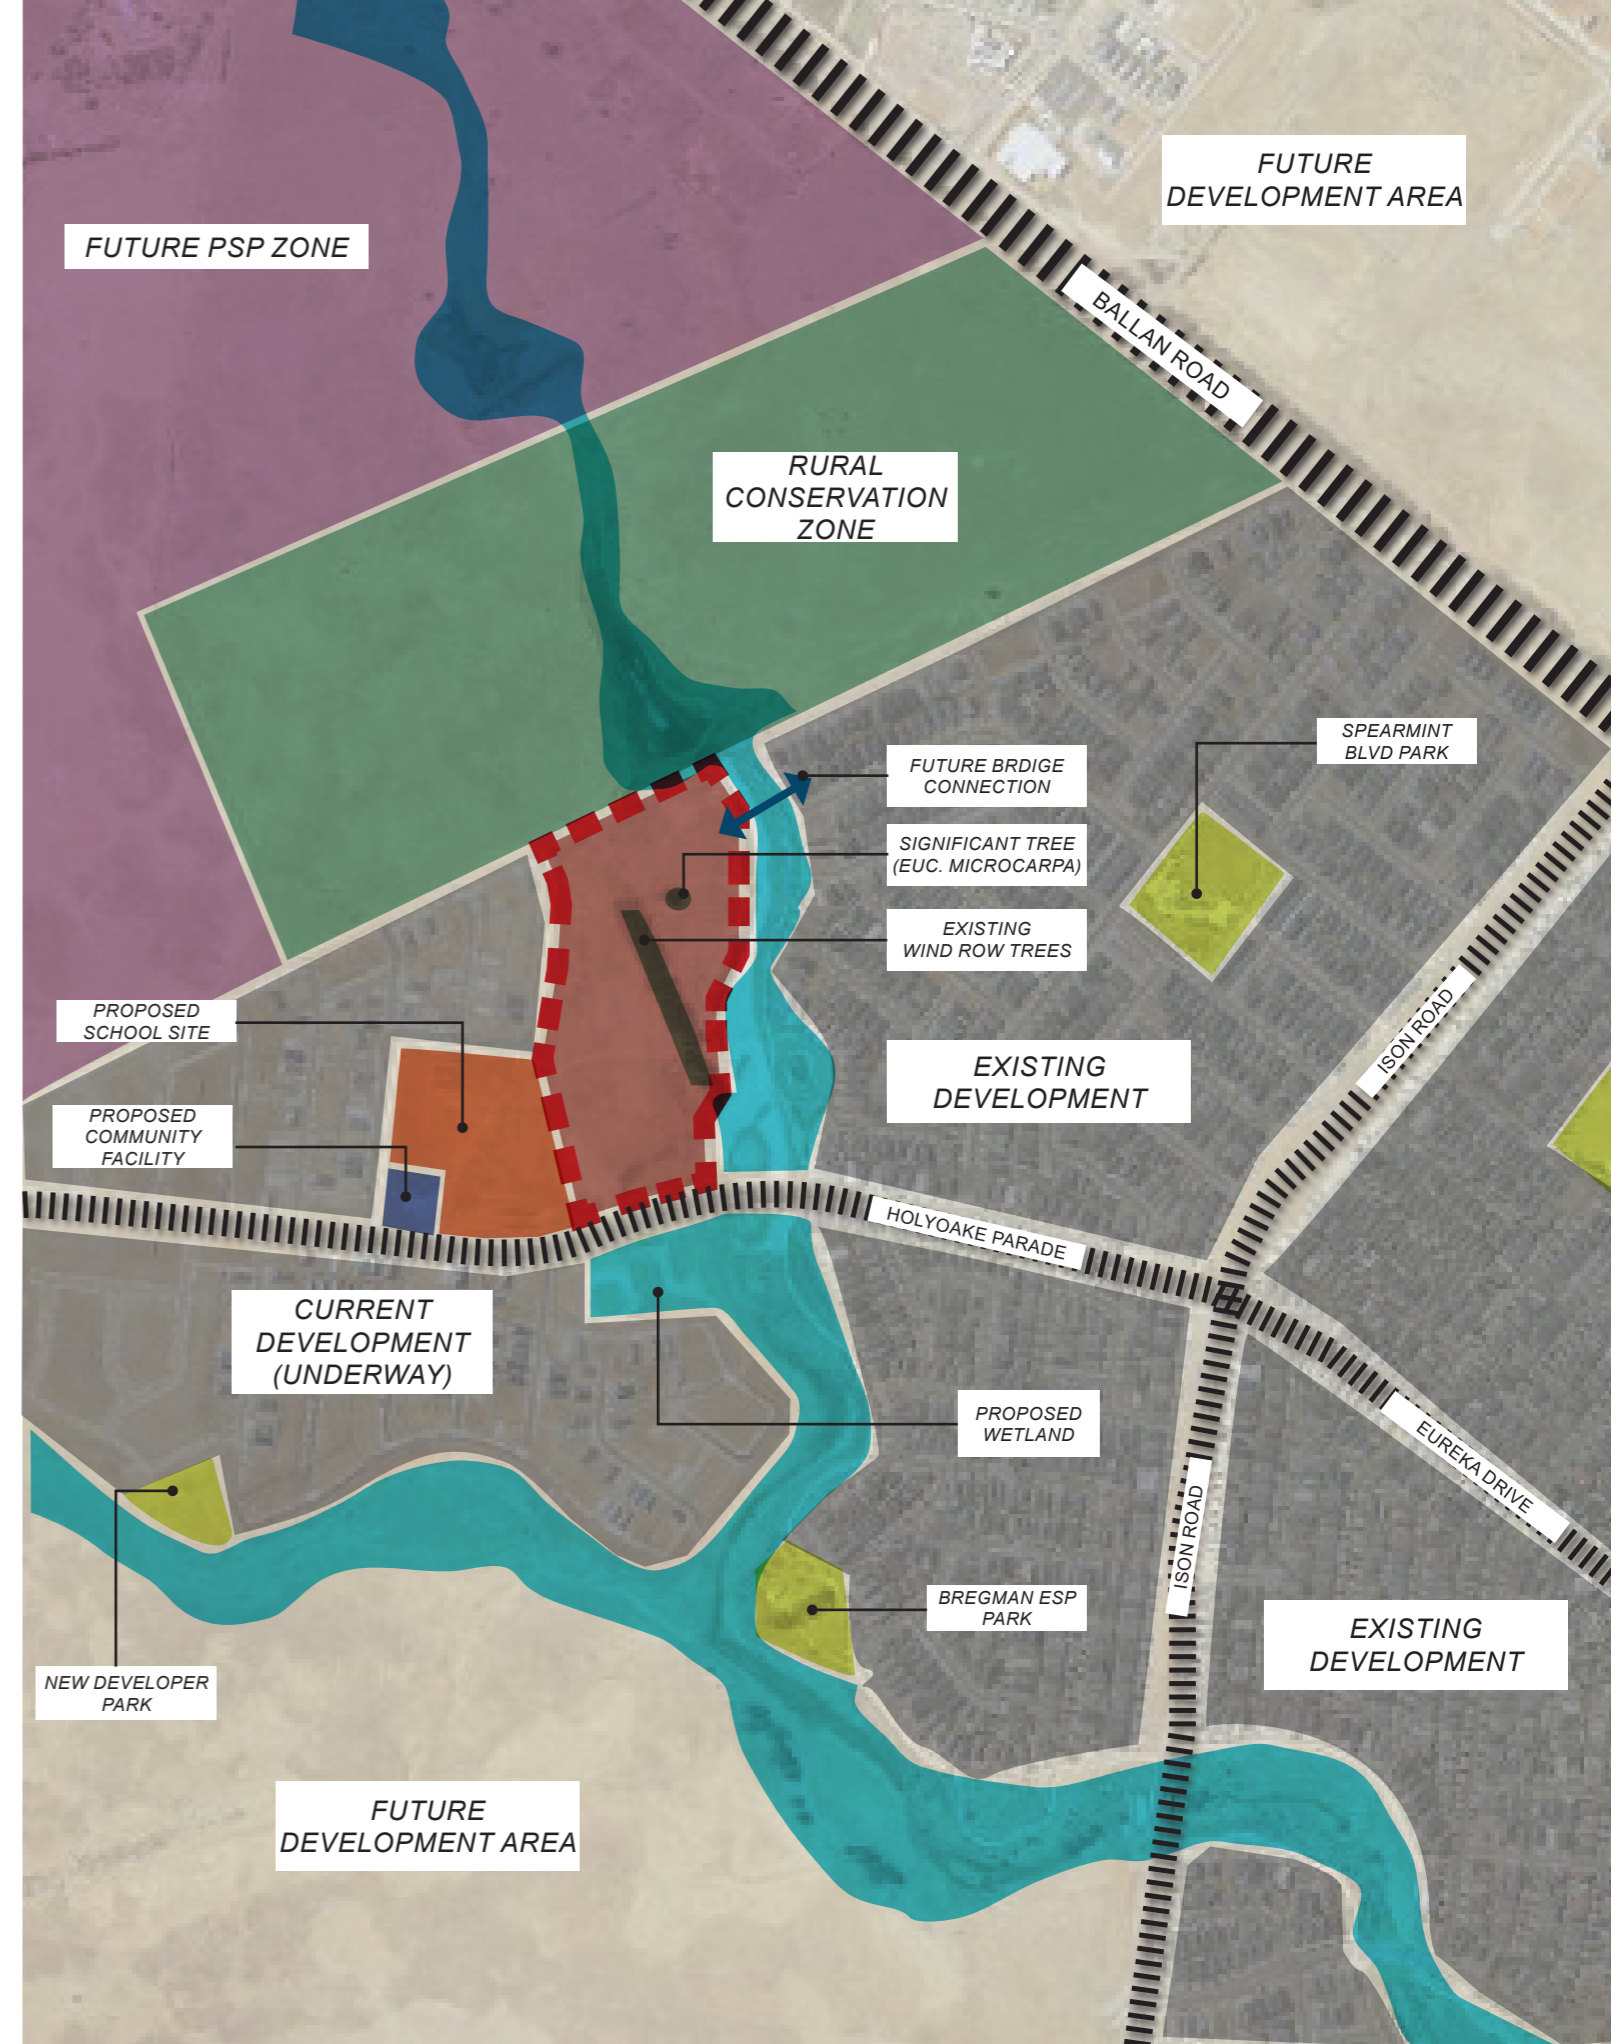 FUTURE
DEVELOPMENT AREA
FUTURE PSP ZONE
BALLAN ROAD
RURAL
CONSERVATION
ZONE
SPEARMINT
BLVD PARK
FUTURE BRDIGE
CONNECTION
SIGNIFICANT TREE
(EUC. MICROCARPA)
EXISTING
WIND ROW TREES
PROPOSED
SCHOOL SITE
ISON ROAD
EXISTING
DEVELOPMENT
PROPOSED
COMMUNITY
FACILITY
HOLYOAKE PARADE
CURRENT
DEVELOPMENT
(UNDERWAY)
PROPOSED
WETLAND
EUREKA DRIVE
ISON ROAD
BREGMAN ESP
PARK
EXISTING
DEVELOPMENT
NEW DEVELOPER
PARK
FUTURE
DEVELOPMENT AREA